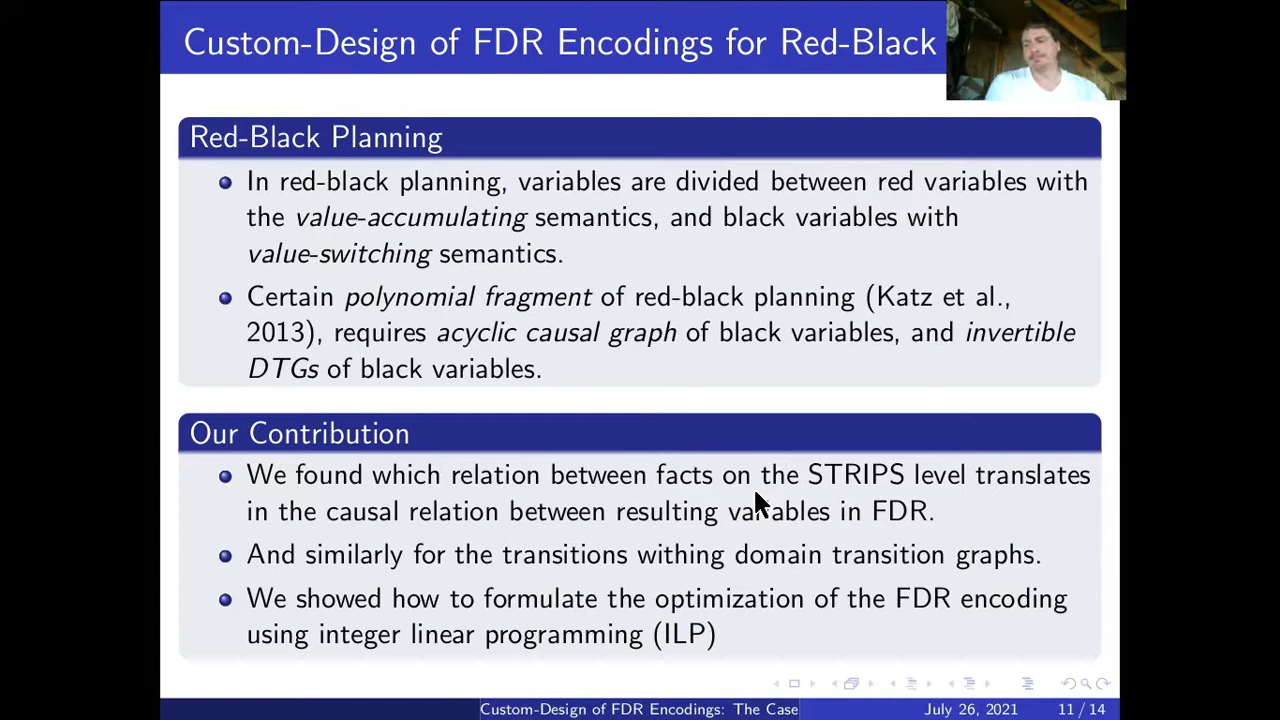 Custom-Design of FDR Encodings for Red-Black
Red-Black Planning
In red-black planning, variables are divided between red variables with
the value-accumulating semantics, and black variables with
value-switching semantics.
Certain polynomial fragment of red-black planning (Katz et al.,
2013), requires acyclic causal graph of black variables, and invertible
DTGs of black variables.
Our Contribution
We found which relation between facts on the STRIPS level translates
in the causal relation between resulting variables in FDR.
And similarly for the transitions withing domain transition graphs.
We showed how to formulate the optimization of the FDR encoding
using integer linear programming (ILP)
Custom-Design of FDR Encodings: The Case July 26, 2021 11 / 14